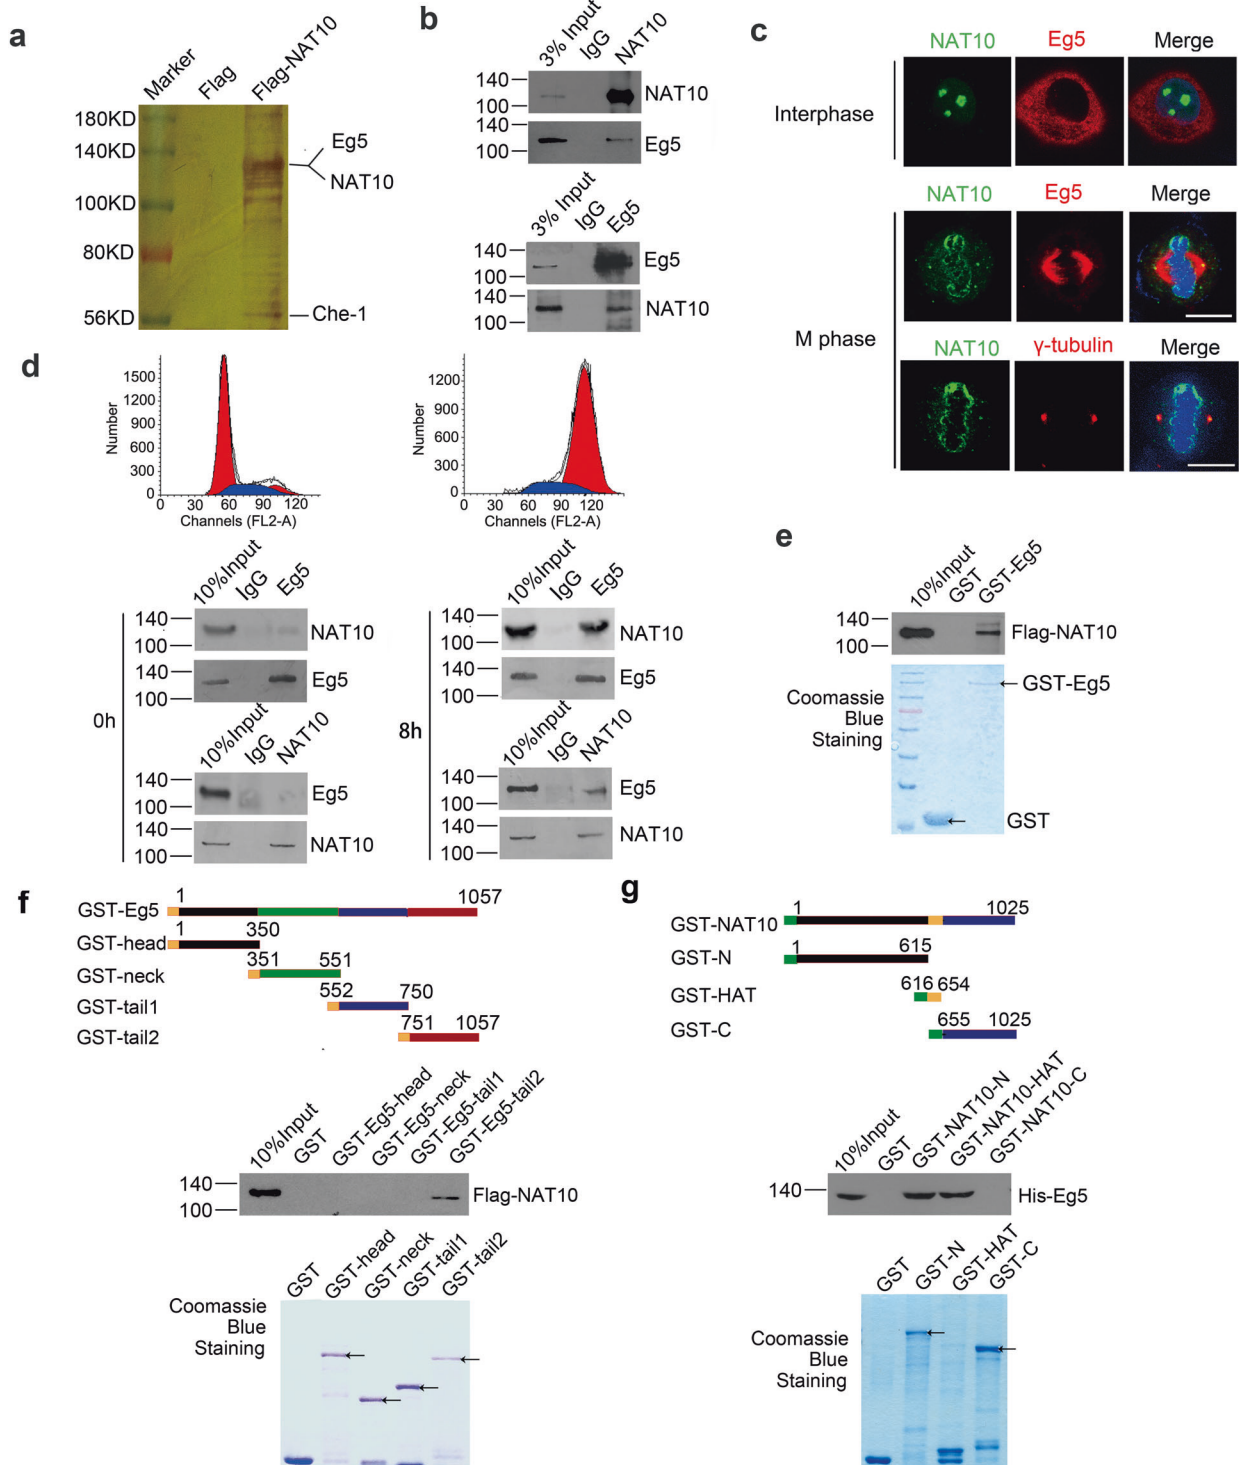 a
Marker
Flag
Flag-NAT10
180KD
140KD
100KD
80KD
56KD
Eg5
NAT10
Che-1
b
3% Input
IgG
NAT10
140
100
NAT10
140
100
Eg5
3% Input
IgG
Eg5
140
100
Eg5
140
100
NAT10
c
NAT10 Eg5 Merge
Interphase
NAT10 Eg5 Merge
M phase
NAT10 γ-tubulin Merge
d
Number
1500
1200
900
600
300
0
0 30 60 90 120
Channels (FL2-A)
Number
1200
900
600
300
0
0 30 60 90 120
Channels (FL2-A)
0h
10%Input
IgG
Eg5
140
100
NAT10
140
100
Eg5
10%Input
IgG
NAT10
140
100
Eg5
140
100
NAT10
8h
10%Input
IgG
Eg5
140
100
NAT10
140
100
Eg5
10%Input
IgG
NAT10
140
100
Eg5
140
100
NAT10
e
10%Input
GST
GST-Eg5
140
100
Flag-NAT10
Coomassie
Blue
Staining
GST-Eg5
GST
f
1 1057
GST-Eg5
1 350
GST-head
351 551
GST-neck
552 750
GST-tail1
751 1057
GST-tail2
10%Input
GST
GST-Eg5-head
GST-Eg5-neck
GST-Eg5-tail1
GST-Eg5-tail2
140
100
Flag-NAT10
GST
GST-head
GST-neck
GST-tail1
GST-tail2
Coomassie
Blue
Staining
g
1 1025
GST-NAT10
1 615
GST-N
616 654
GST-HAT
655 1025
GST-C
10%Input
GST
GST-NAT10-N
GST-NAT10-HAT
GST-NAT10-C
140
His-Eg5
GST
GST-N
GST-HAT
GST-C
Coomassie
Blue
Staining